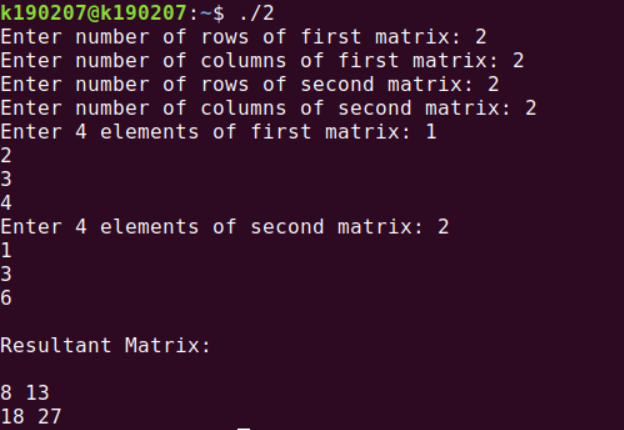 k190207@k190207:~$ ./2
Enter number of rows of first matrix: 2
Enter number of columns of first matrix: 2
Enter number of rows of second matrix: 2
Enter number of columns of second matrix: 2
Enter 4 elements of first matrix: 1
2
3
4
Enter 4 elements of second matrix: 2
1
3
6
Resultant Matrix:
8 13
18 27